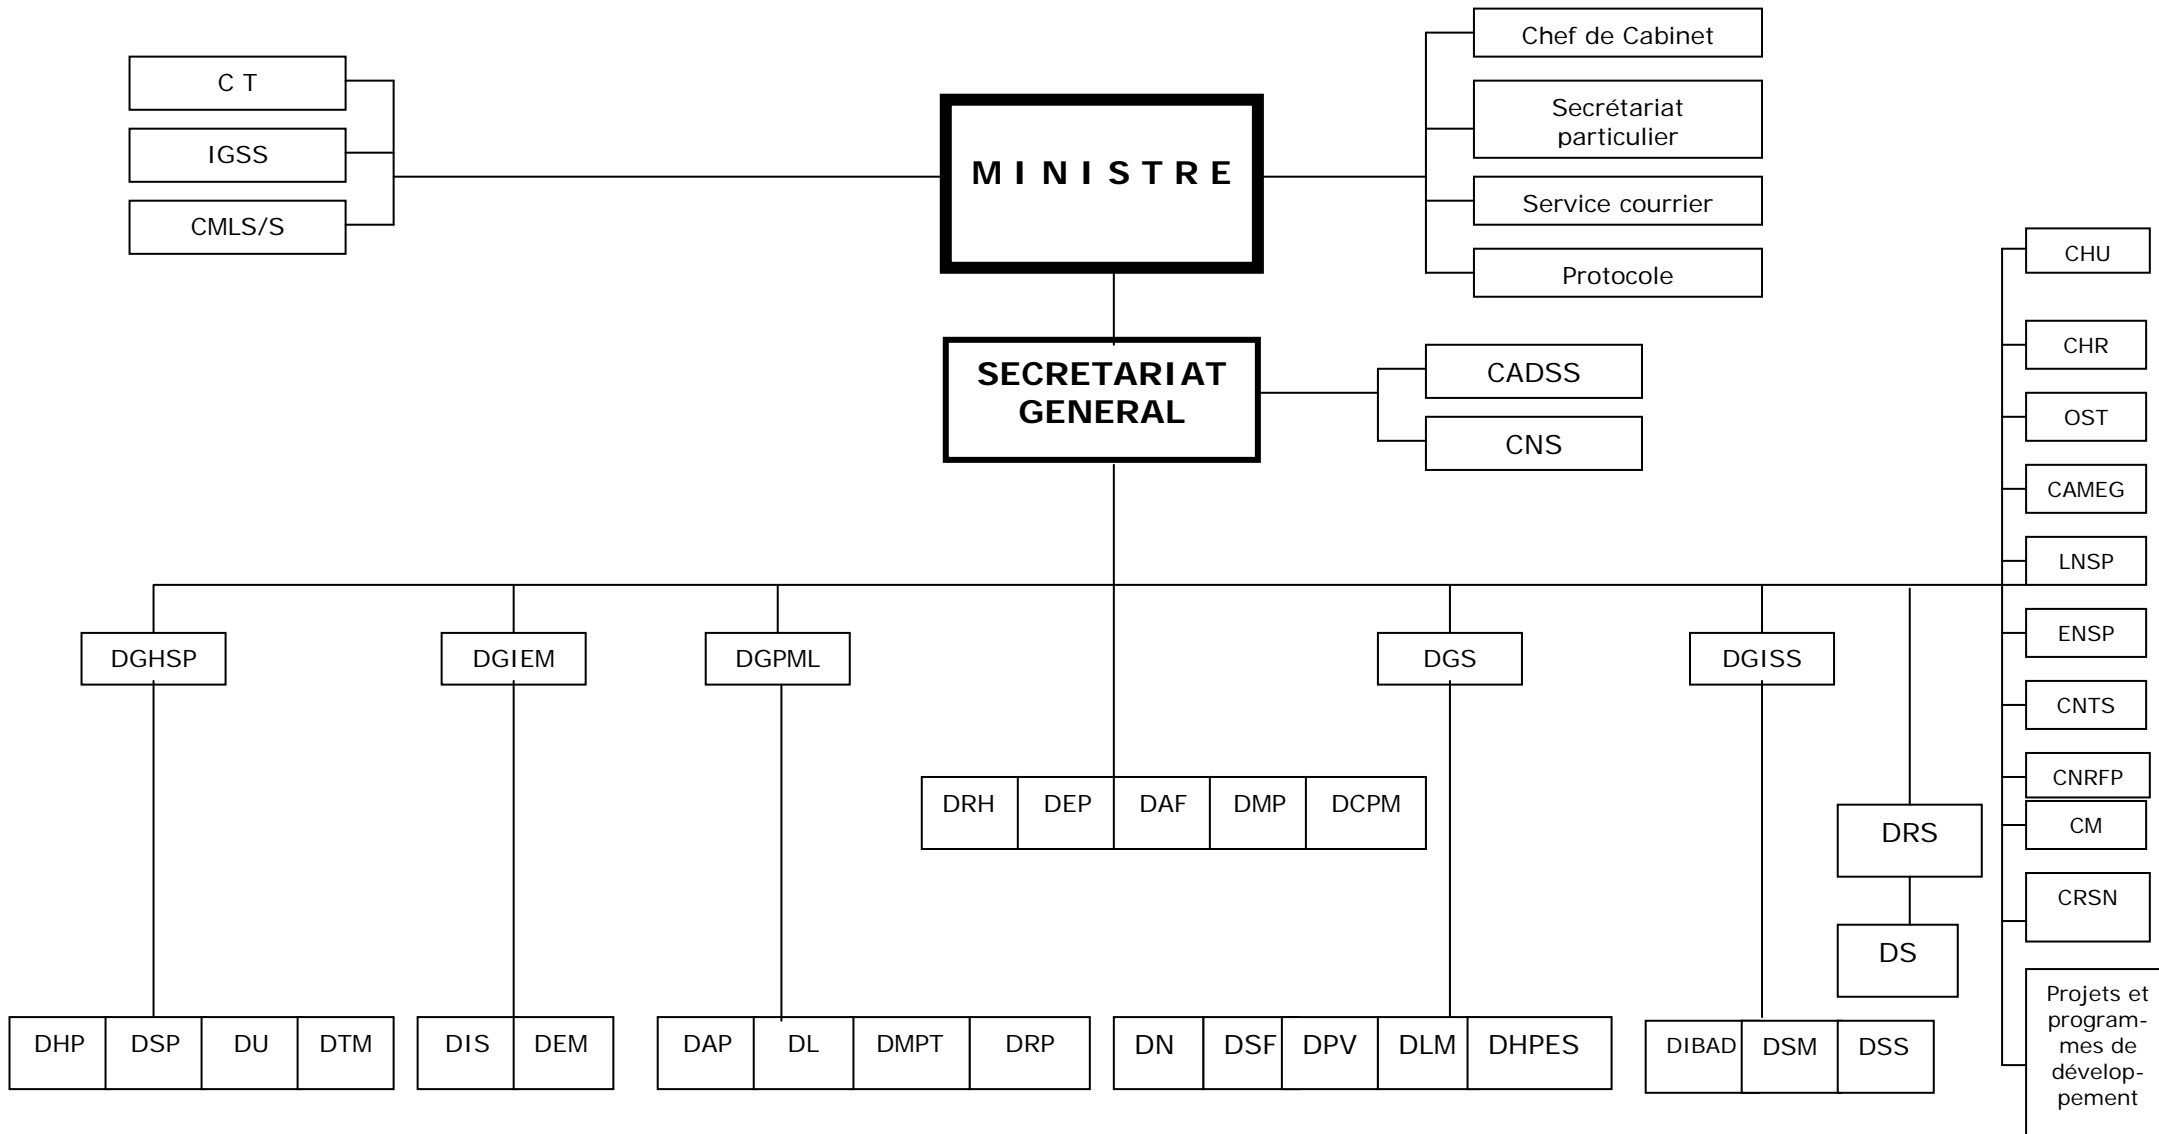 Chef de Cabinet
C T
Secrétariat
particulier
IGSS
M I N I S T R E
Service courrier
CMLS/S
CHU
Protocole
CHR
SECRETARIAT
GENERAL
CADSS
OST
CNS
CAMEG
LNSP
ENSP
DGHSP
DGIEM
DGPML
DGS
DGISS
CNTS
CNRFP
DRH
DEP
DAF
DMP
DCPM
CM
DRS
CRSN
DS
Projets et
program-
mes de
dévelop-
pement
DHP
DSP
DU
DTM
DIS
DEM
DAP
DL
DMPT
DRP
DN
DSF
DPV
DLM
DHPES
DIBAD
DSM
DSS